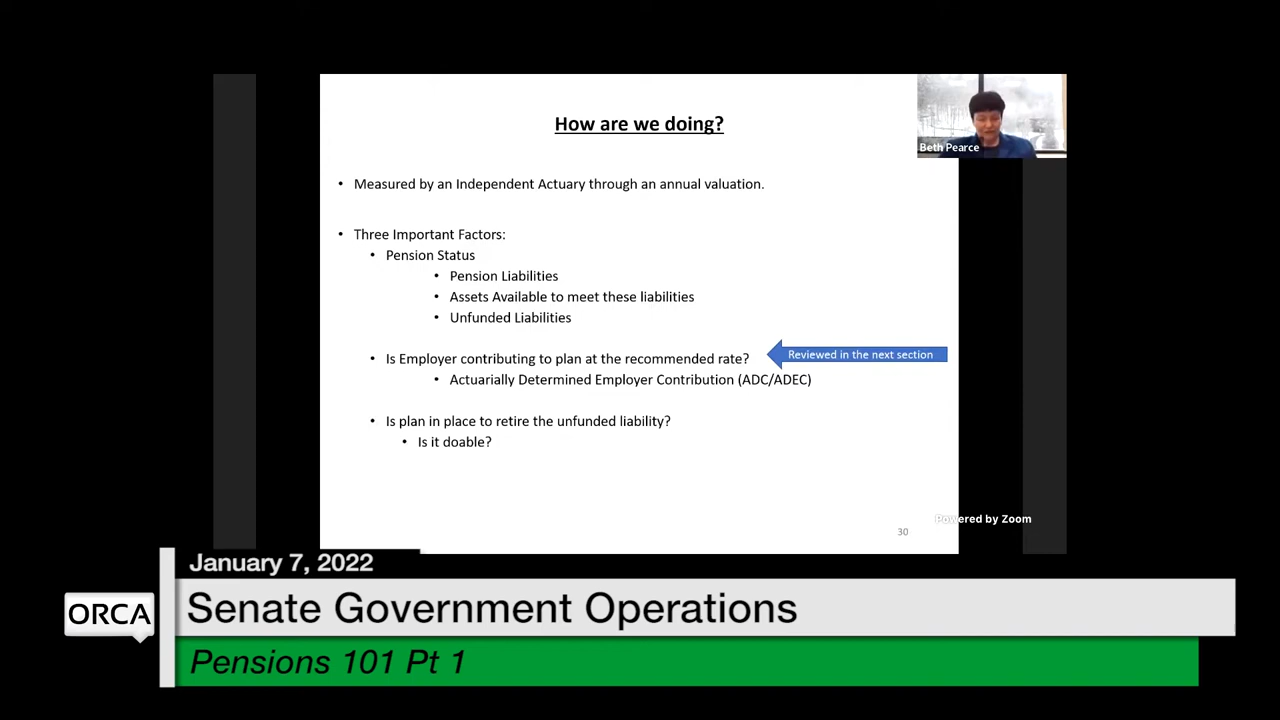 How are we doing?
Beth Pearce
• Measured by an Independent Actuary through an annual valuation.
• Three Important Factors:
• Pension Status
• Pension Liabilities
• Assets Available to meet these liabilities
• Unfunded Liabilities
• Is Employer contributing to plan at the recommended rate?
Reviewed in the next section
• Actuarially Determined Employer Contribution (ADC/ADEC)
• Is plan in place to retire the unfunded liability?
• Is it doable?
30
Powered by Zoom
January 7, 2022
ORCA
Senate Government Operations
Pensions 101 Pt 1